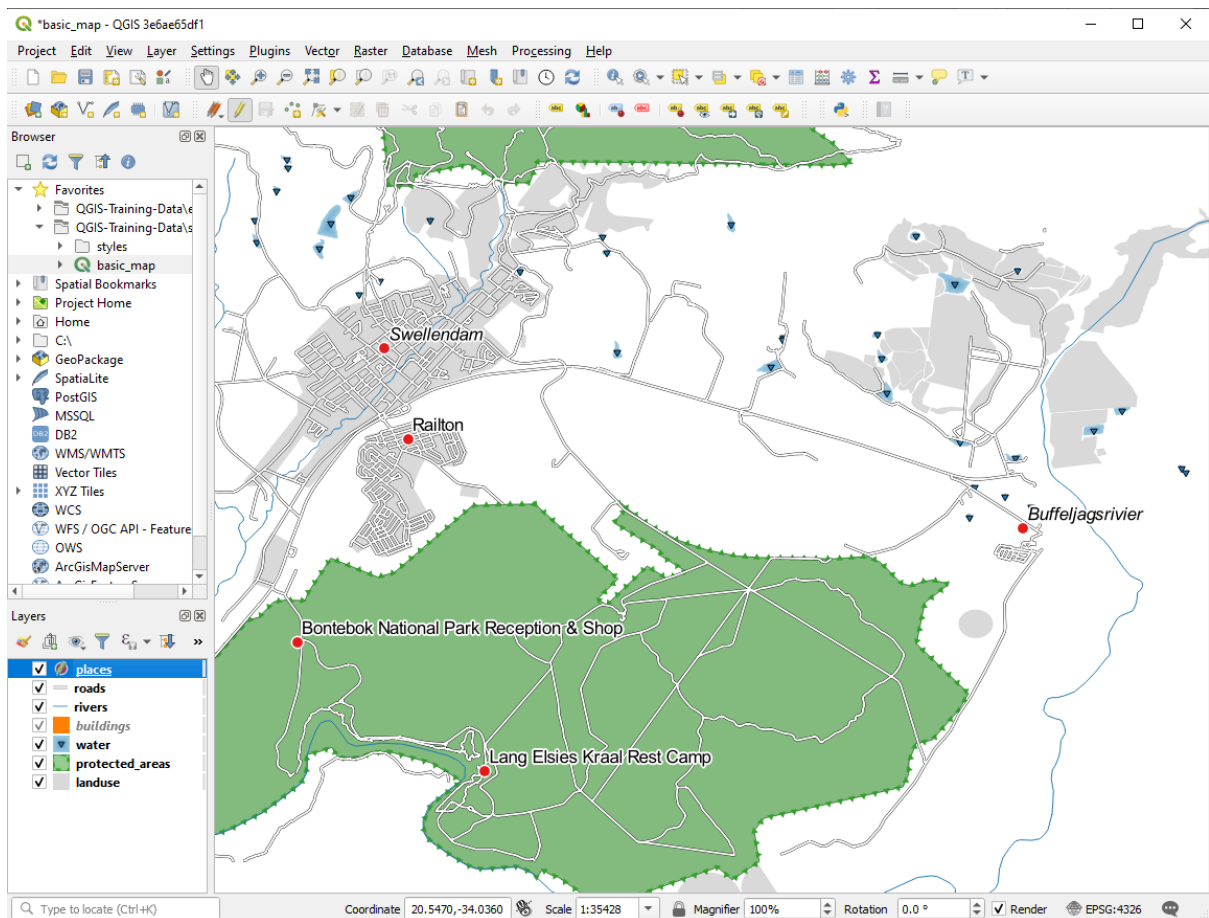 *basic_map - QGIS 3e6ae65df1
Project Edit View Layer Settings Plugins Vector Raster Database Mesh Processing Help
Browser
Favorites
QGIS-Training-Data\e
QGIS-Training-Data\s
styles
basic_map
Spatial Bookmarks
Project Home
Home
C:\
GeoPackage
SpatiaLite
PostGIS
MSSQL
DB2
WMS/WMTS
Vector Tiles
XYZ Tiles
WCS
WFS / OGC API - Feature
OWS
ArcGisMapServer
Layers
places
roads
rivers
buildings
water
protected_areas
landuse
Swellendam
Railton
Buffeljagsrivier
Bontebok National Park Reception & Shop
Lang Elsies Kraal Rest Camp
Type to locate (Ctrl+K) Coordinate 20.5470,-34.0360 Scale 1:35428 Magnifier 100% Rotation 0.0 ° Render EPSG:4326